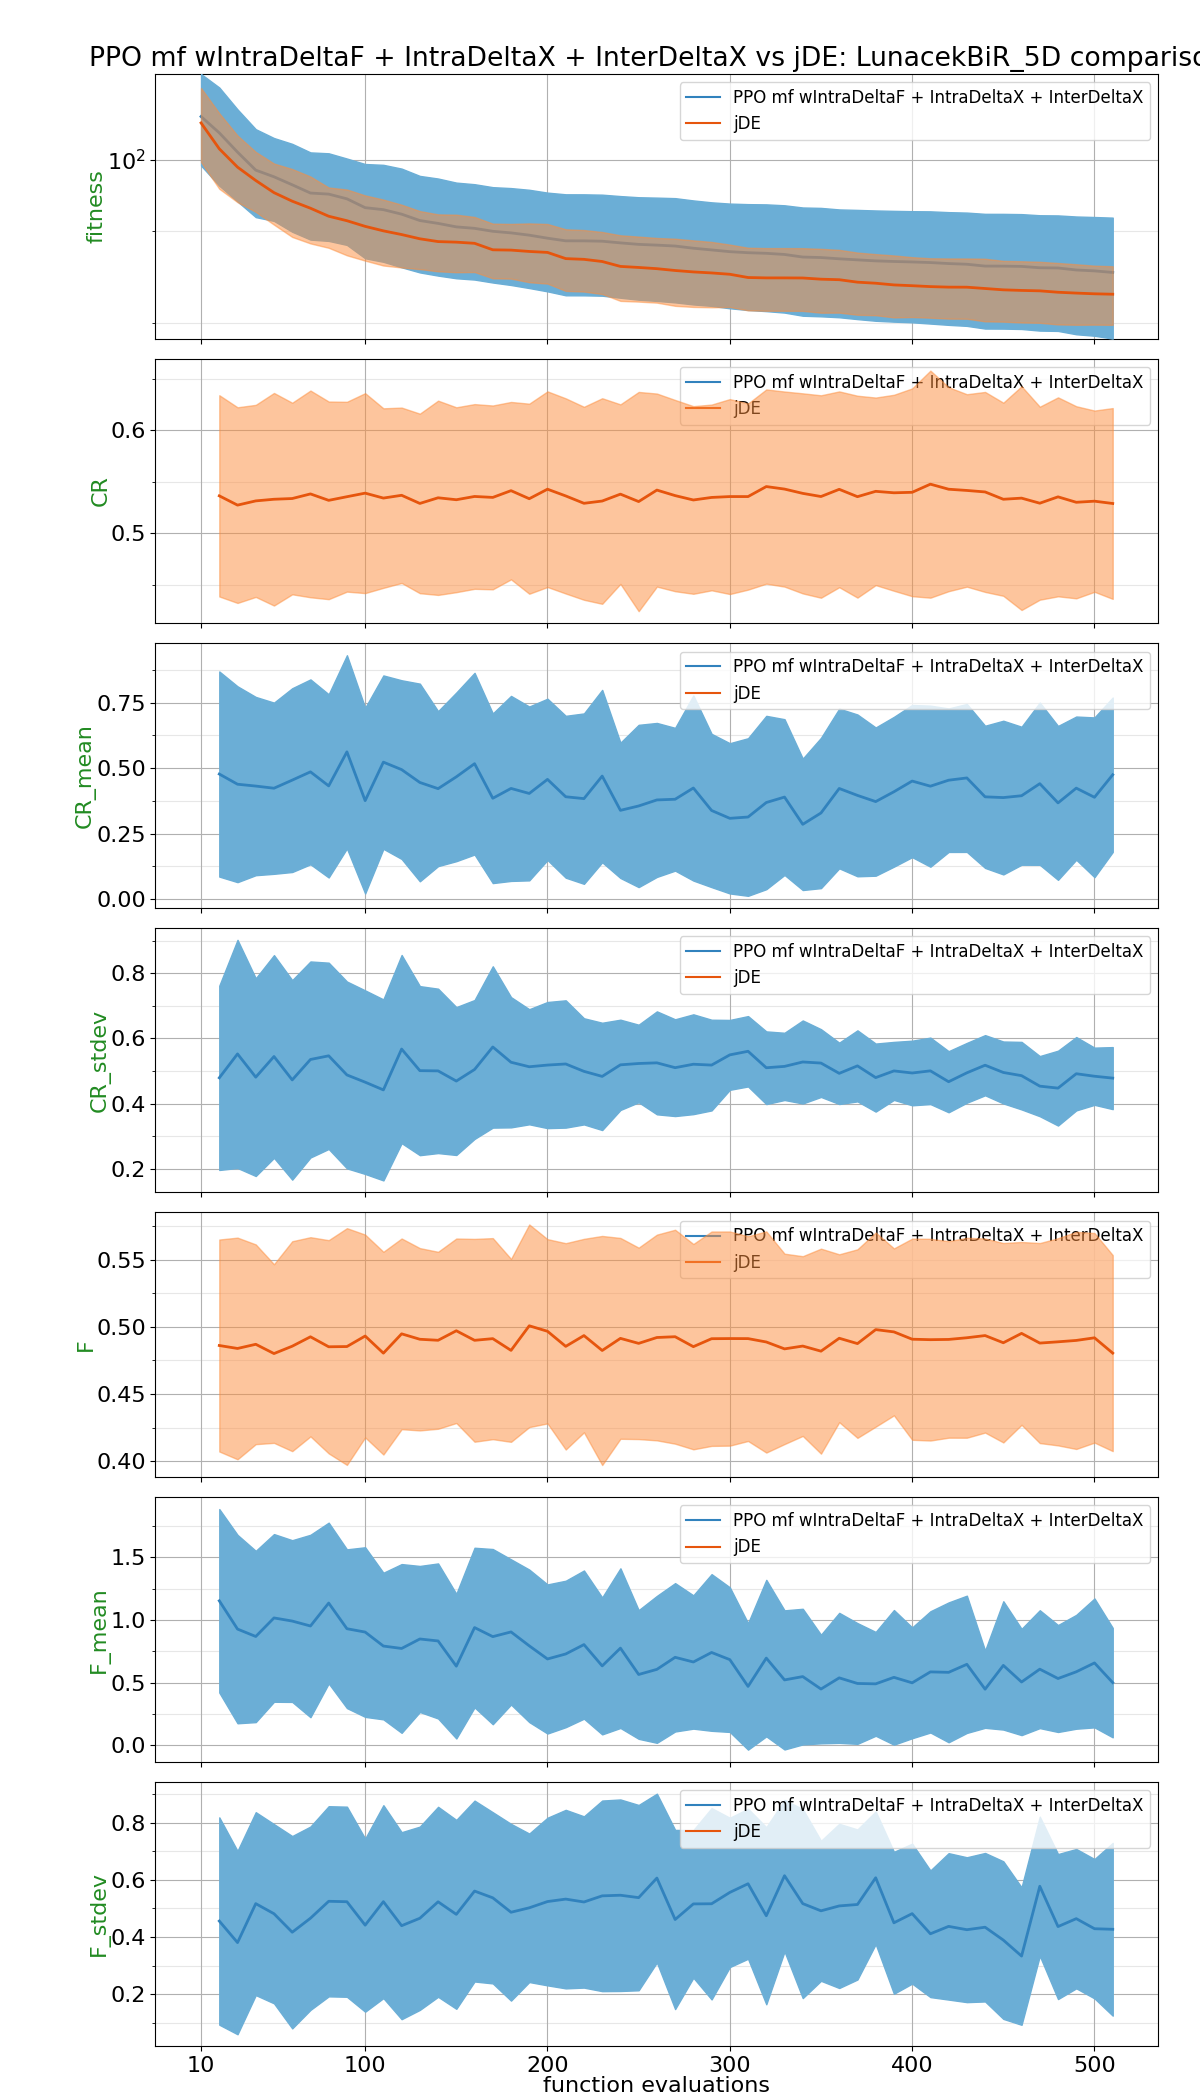 PPO mf wIntraDeltaF + IntraDeltaX + InterDeltaX vs jDE: LunacekBiR_5D comparisc
PPO mf wIntraDeltaF + IntraDeltaX + InterDeltaX
jDE
10²
fitness
PPO mf wIntraDeltaF + IntraDeltaX + InterDeltaX
jDE
0.6
0.5
CR
PPO mf wIntraDeltaF + IntraDeltaX + InterDeltaX
jDE
0.75
0.50
0.25
0.00
CR_mean
PPO mf wIntraDeltaF + IntraDeltaX + InterDeltaX
jDE
0.8
0.6
0.4
0.2
CR_stdev
PPO mf wIntraDeltaF + IntraDeltaX + InterDeltaX
jDE
0.55
0.50
0.45
0.40
F
PPO mf wIntraDeltaF + IntraDeltaX + InterDeltaX
jDE
1.5
1.0
0.5
0.0
F_mean
PPO mf wIntraDeltaF + IntraDeltaX + InterDeltaX
jDE
0.8
0.6
0.4
0.2
F_stdev
10 100 200 300 400 500
function evaluations